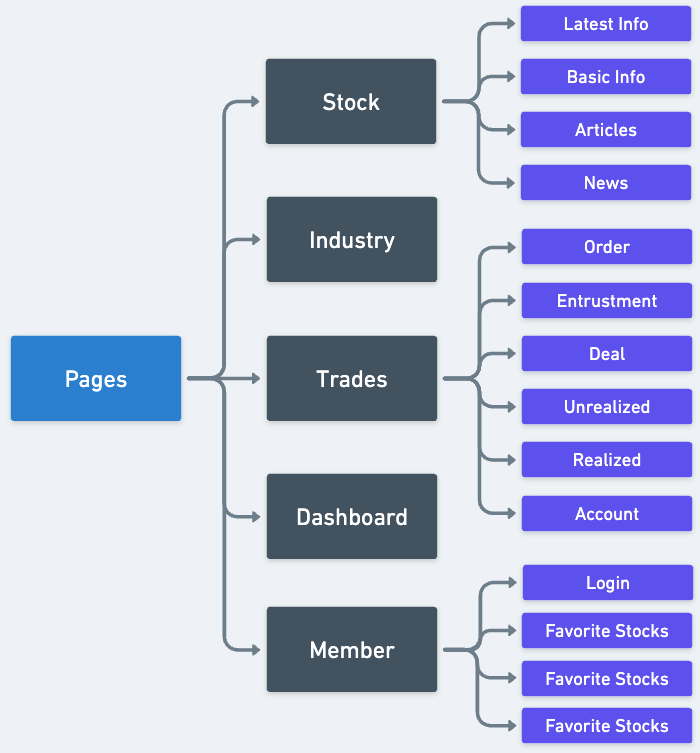 Pages
Stock
Latest Info
Basic Info
Articles
News
Industry
Trades
Order
Entrustment
Deal
Unrealized
Realized
Account
Dashboard
Member
Login
Favorite Stocks
Favorite Stocks
Favorite Stocks